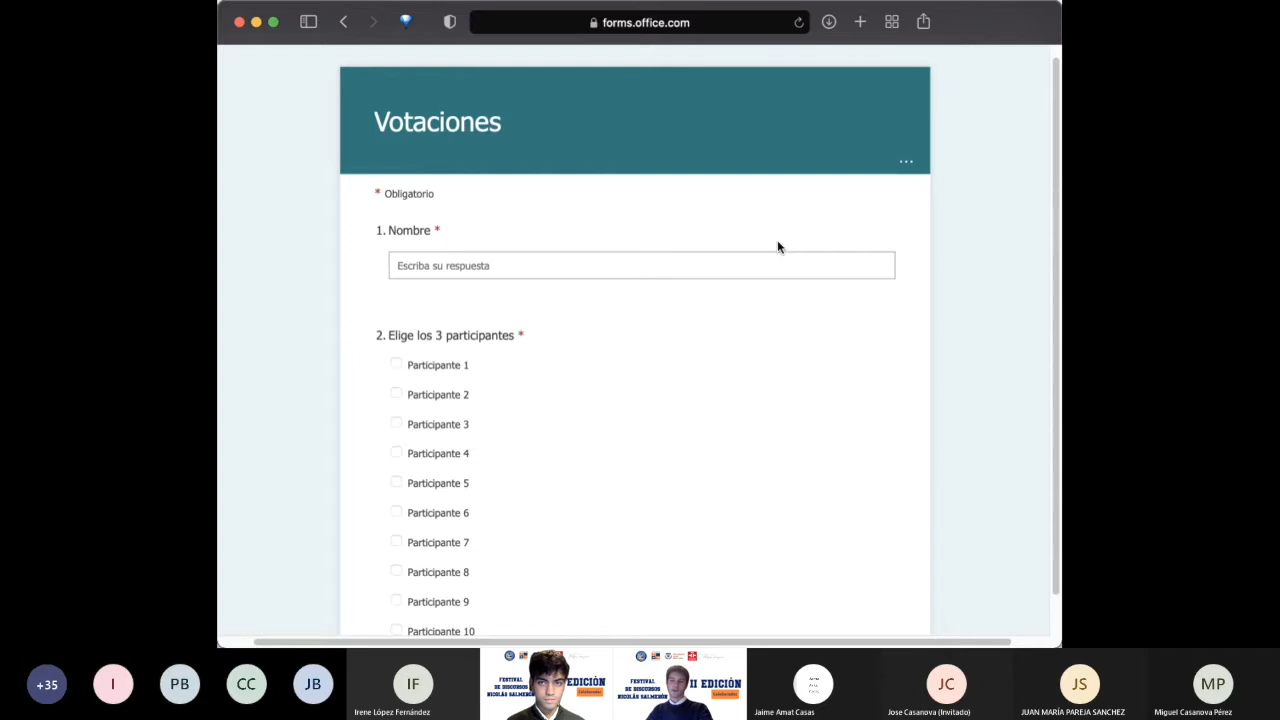 forms.office.com
Votaciones
...
* Obligatorio
1. Nombre *
Escriba su respuesta
2. Elige los 3 participantes *
Participante 1
Participante 2
Participante 3
Participante 4
Participante 5
Participante 6
Participante 7
Participante 8
Participante 9
Participante 10
+35
I
PB
CC
JB
IF
Irene López Fernández
FESTIVAL
DE DISCURSOS
NICOLÁS SALMERÓN
EDICIÓN
FESTIVAL
DE DISCURSOS
NICOLÁS SALMERÓN
II EDICIÓN
Jaime Amat Casas
JC
Jose Casanova (Invitado)
JS
JUAN MARÍA PAREJA SANCHEZ
MP
Miguel Casanova Pérez